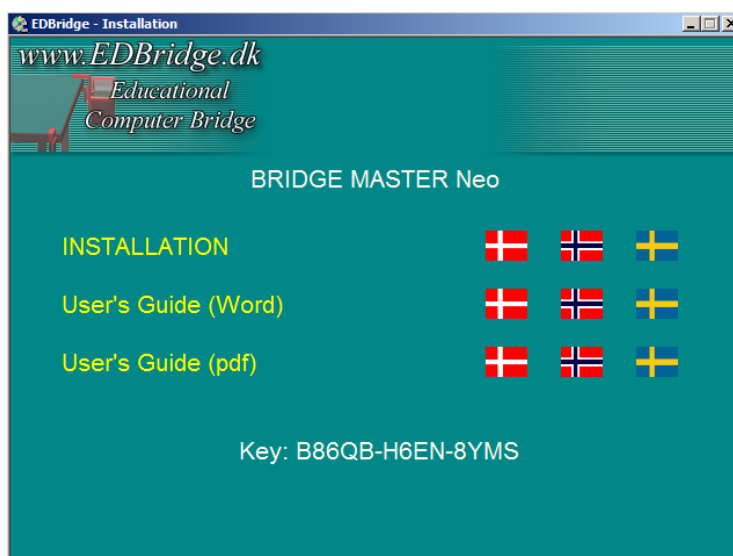 EDBridge - Installation
www.EDBridge.dk
Educational
Computer Bridge
BRIDGE MASTER Neo
INSTALLATION
User's Guide (Word)
User's Guide (pdf)
Key: B86QB-H6EN-8YMS